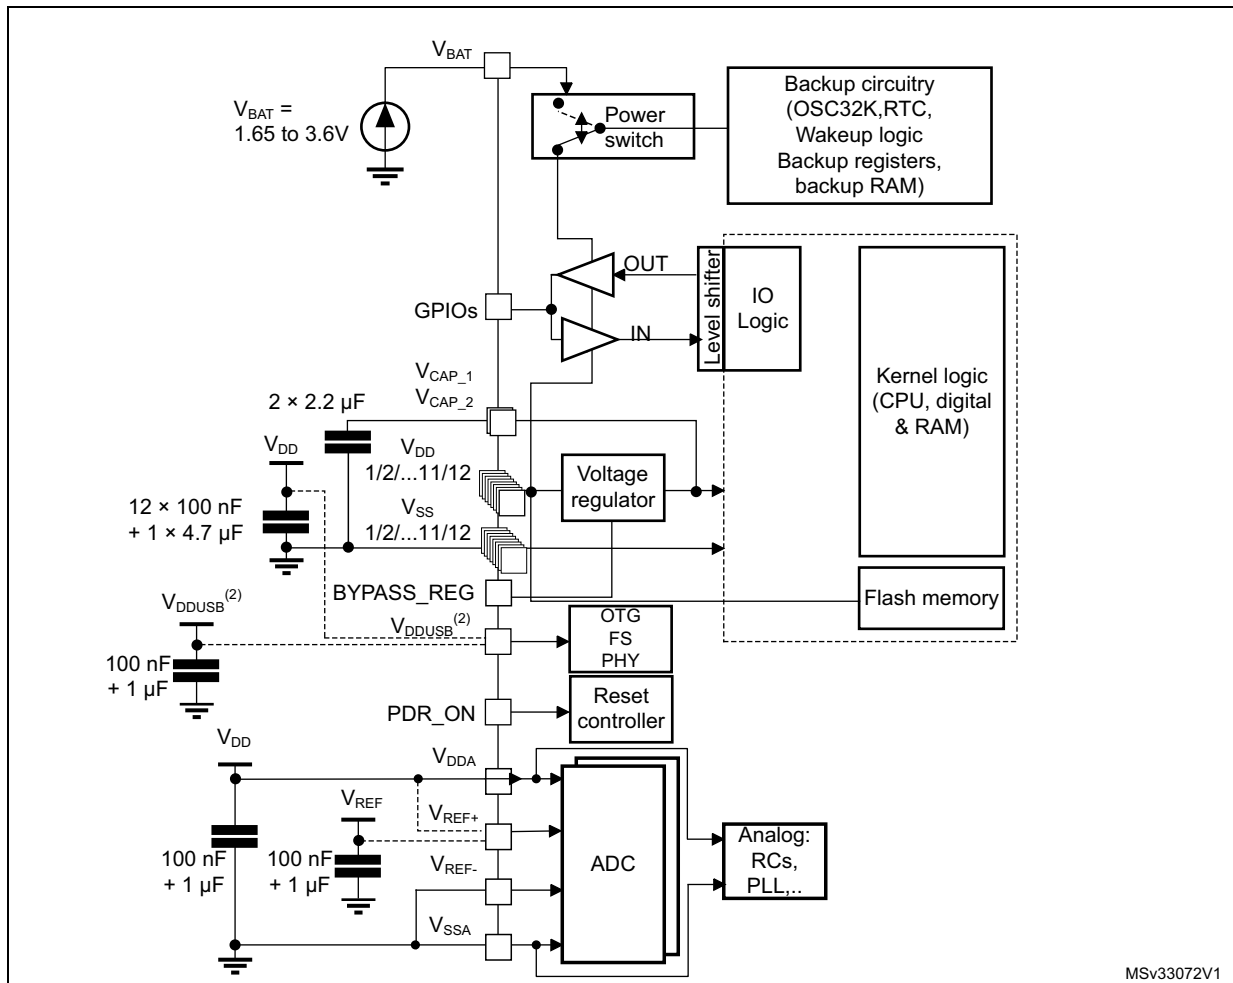 VBAT
VBAT =
1.65 to 3.6V
Power
switch
Backup circuitry
(OSC32K,RTC,
Wakeup logic
Backup registers,
backup RAM)
GPIOs
OUT
IN
Level shifter
IO
Logic
Kernel logic
(CPU, digital
& RAM)
VCAP_1
VCAP_2
2 × 2.2 µF
VDD
VDD
1/2/...11/12
Voltage
regulator
12 × 100 nF
+ 1 × 4.7 µF
VSS
1/2/...11/12
BYPASS_REG
Flash memory
VDDUSB(2)
VDDUSB(2)
OTG
FS
PHY
100 nF
+ 1 µF
PDR_ON
Reset
controller
VDD
VDDA
VREF
VREF+
100 nF
+ 1 µF
100 nF
+ 1 µF
VREF-
ADC
Analog:
RCs,
PLL,..
VSSA
MSv33072V1